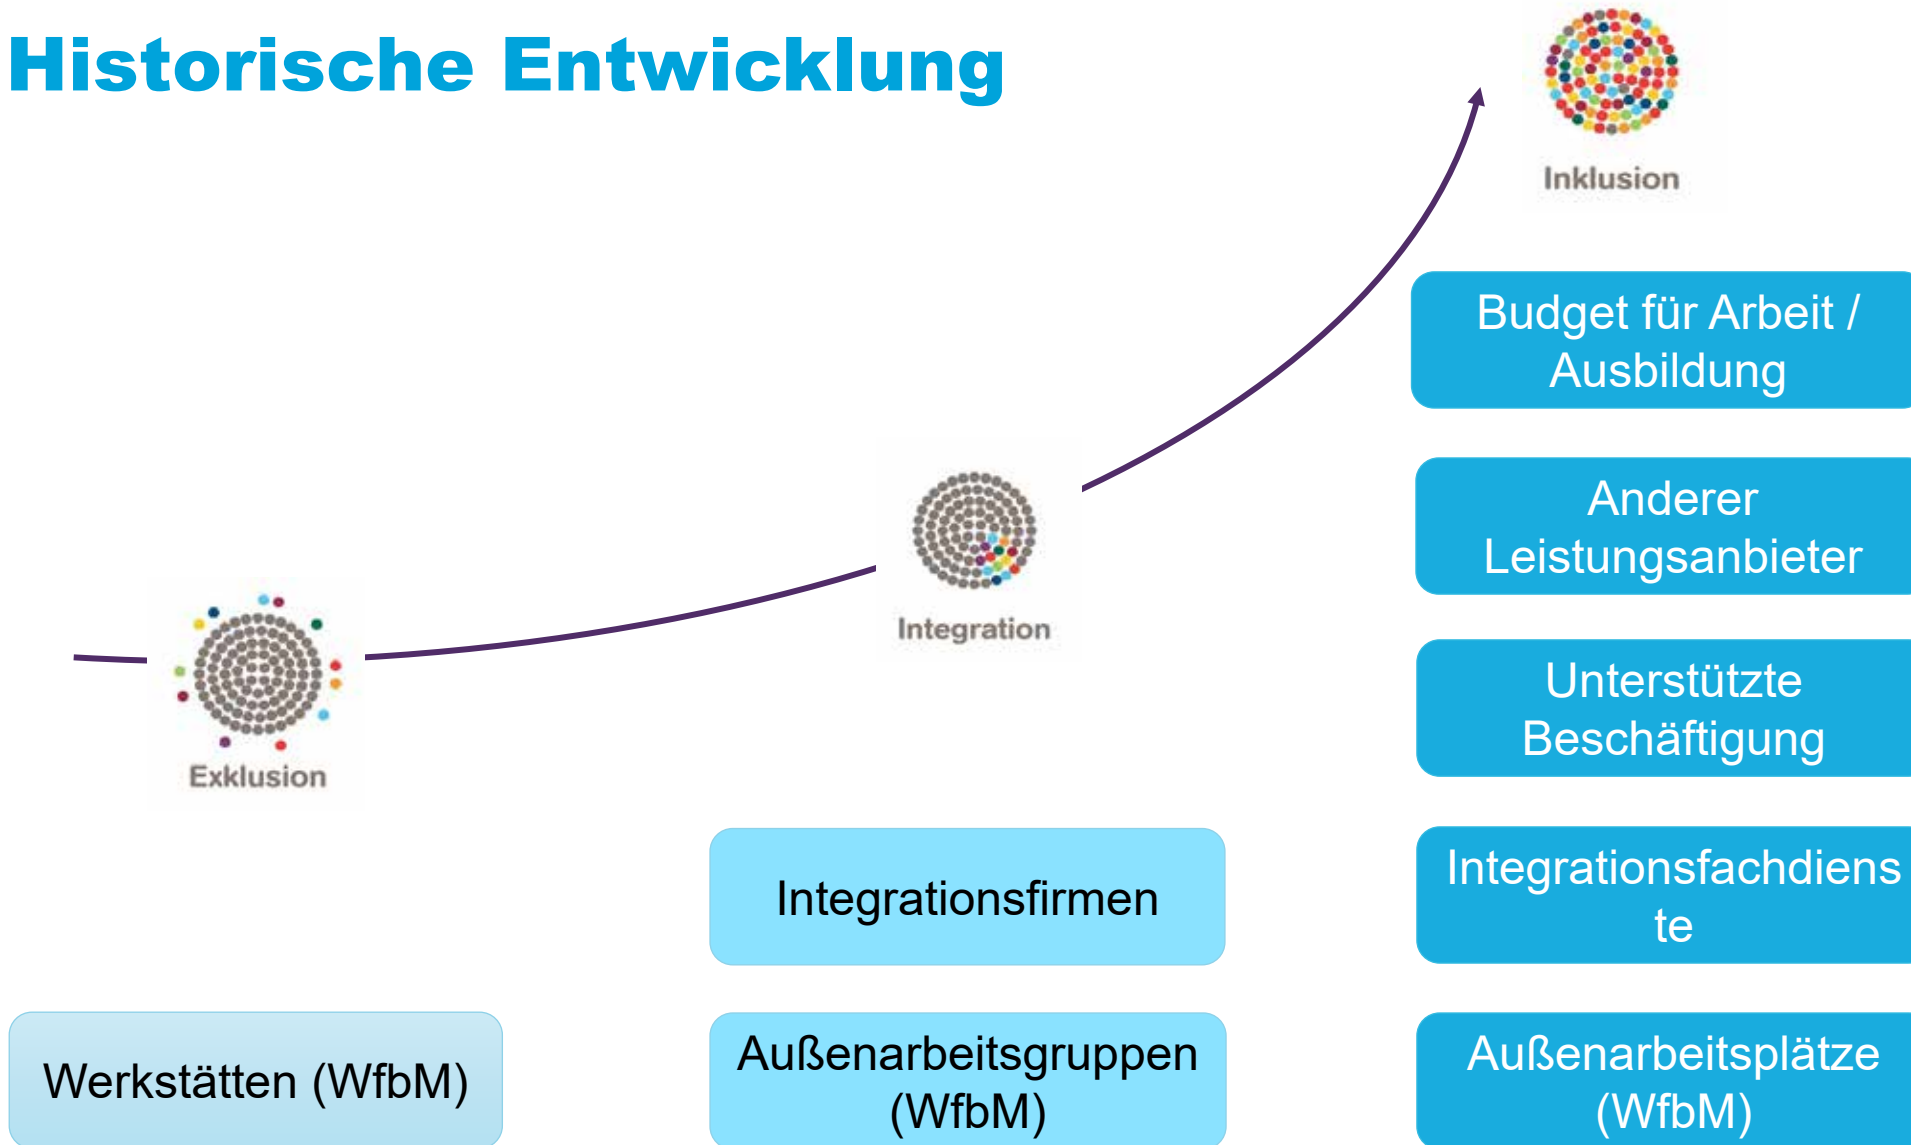 Historische Entwicklung
Inklusion
Budget für Arbeit /
Ausbildung
Anderer
Leistungsanbieter
Integration
Unterstützte
Beschäftigung
Exklusion
Integrationsfirmen
Integrationsfachdiens
te
Werkstätten (WfbM)
Außenarbeitsgruppen
(WfbM)
Außenarbeitsplätze
(WfbM)